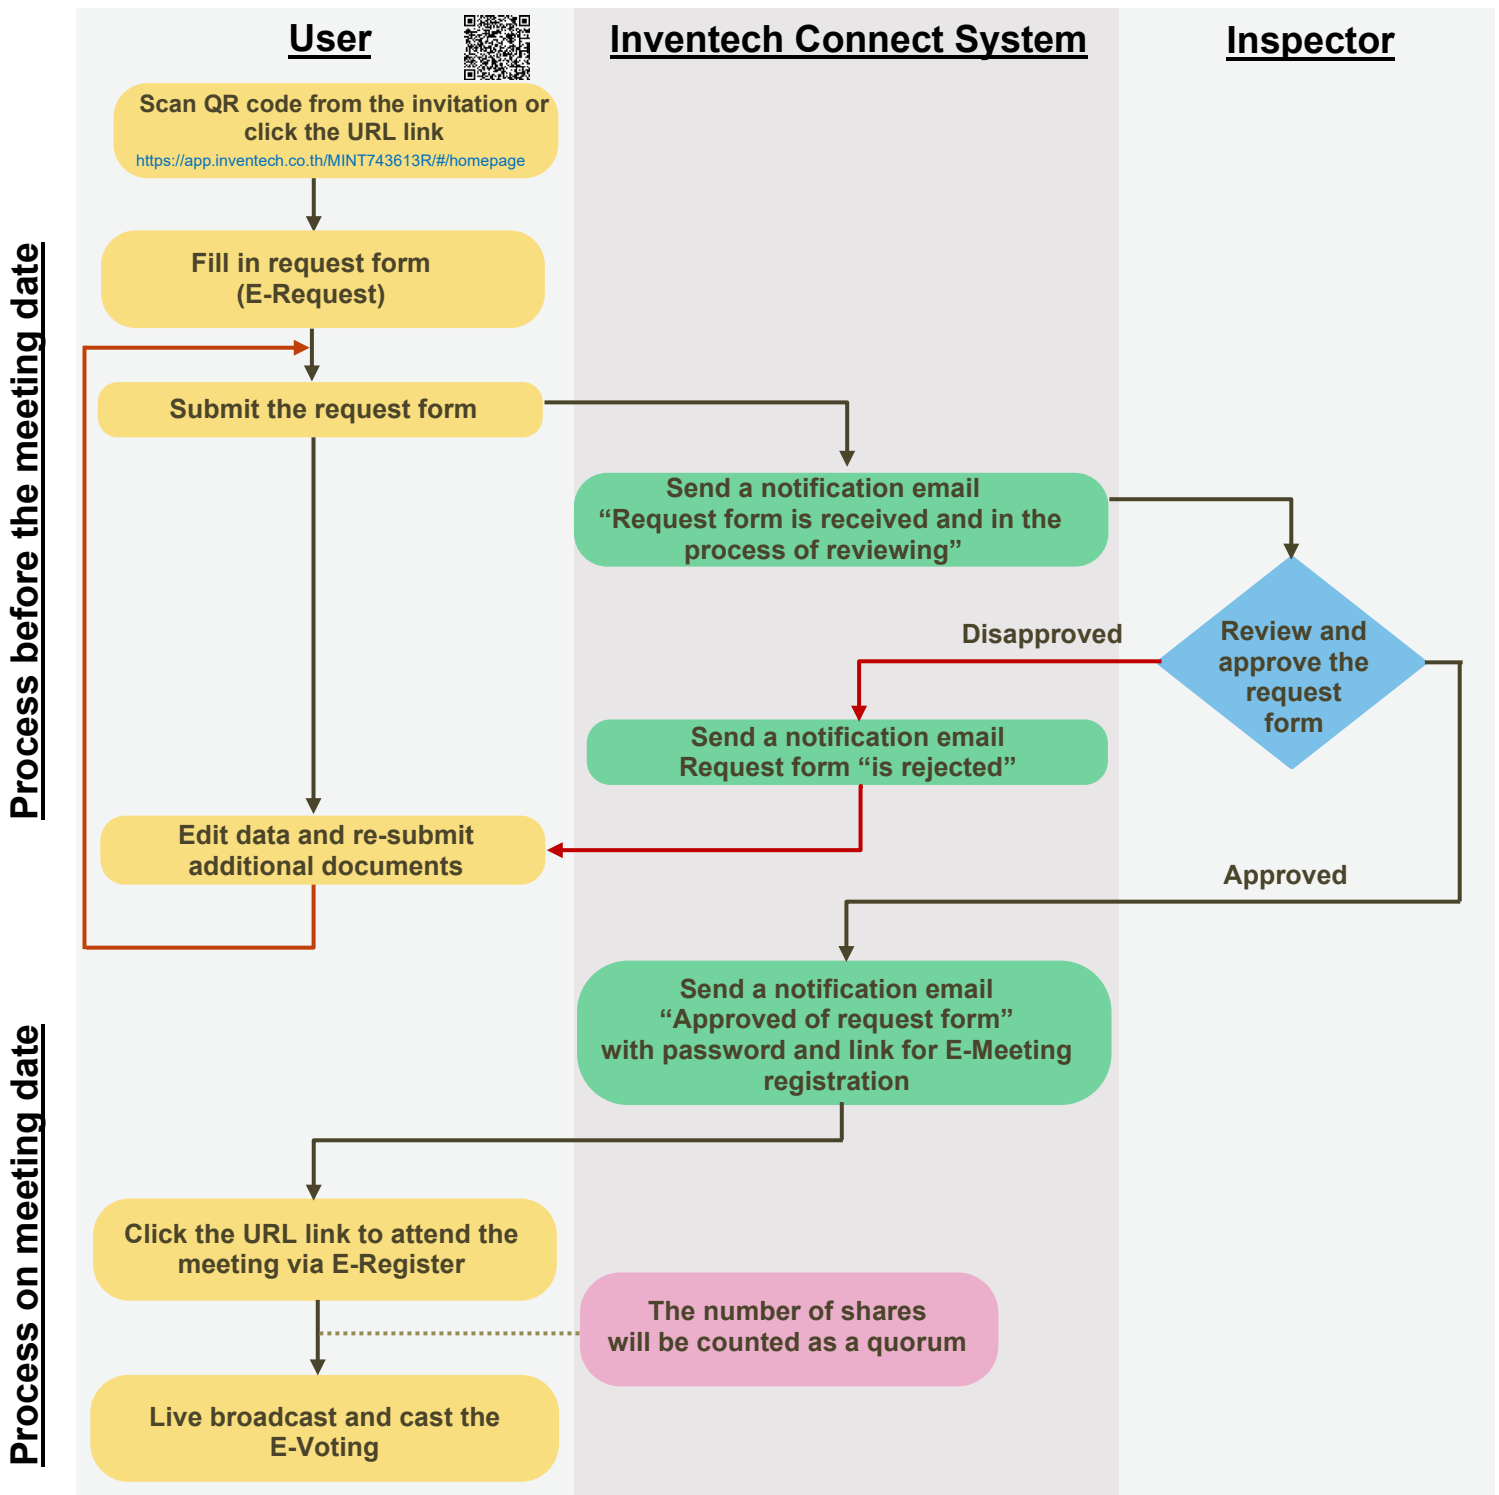 User
Inventech Connect System
Inspector
Process before the meeting date
Scan QR code from the invitation or
click the URL link
https://app.inventech.co.th/MINT743613R/#/homepage
Fill in request form
(E-Request)
Submit the request form
Send a notification email
“Request form is received and in the
process of reviewing”
Disapproved
Review and
approve the
request
form
Send a notification email
Request form “is rejected”
Edit data and re-submit
additional documents
Approved
Send a notification email
“Approved of request form”
with password and link for E-Meeting
registration
Process on meeting date
Click the URL link to attend the
meeting via E-Register
The number of shares
will be counted as a quorum
Live broadcast and cast the
E-Voting